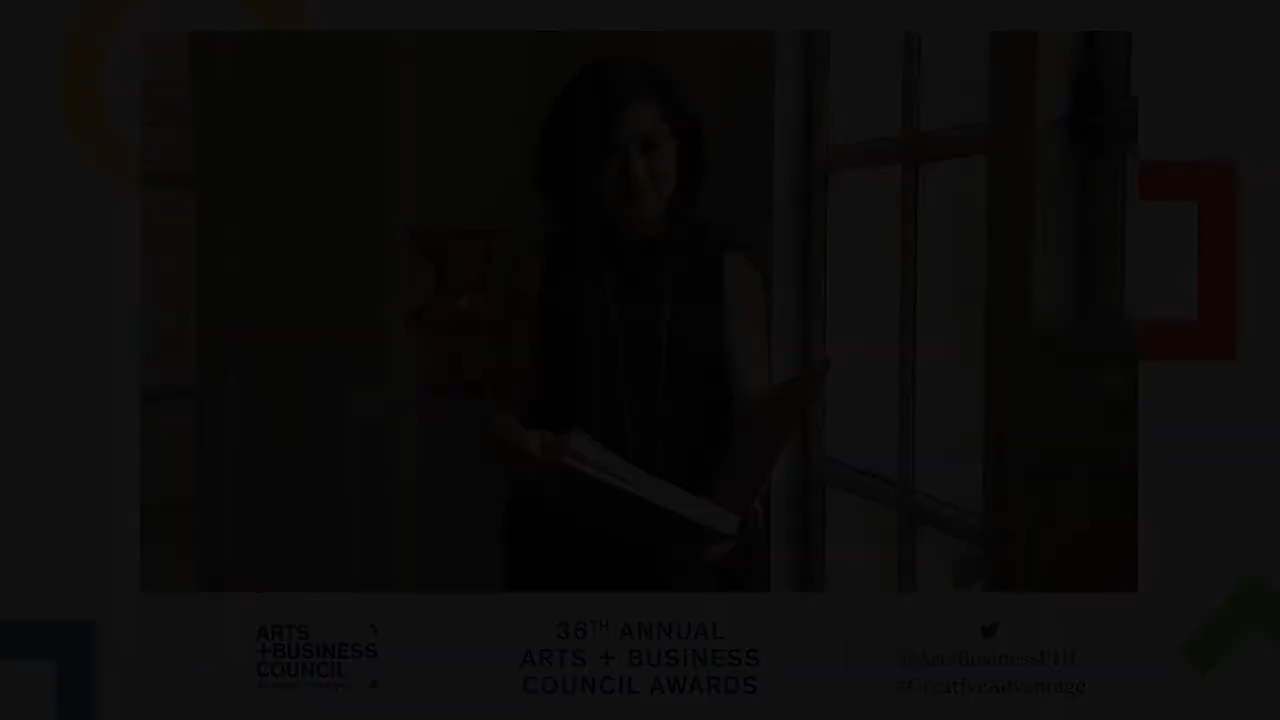 ARTS
+BUSINESS
COUNCIL
36TH ANNUAL
ARTS + BUSINESS
COUNCIL AWARDS
@ArtsBusinessPHL
#CreativeAdvantage